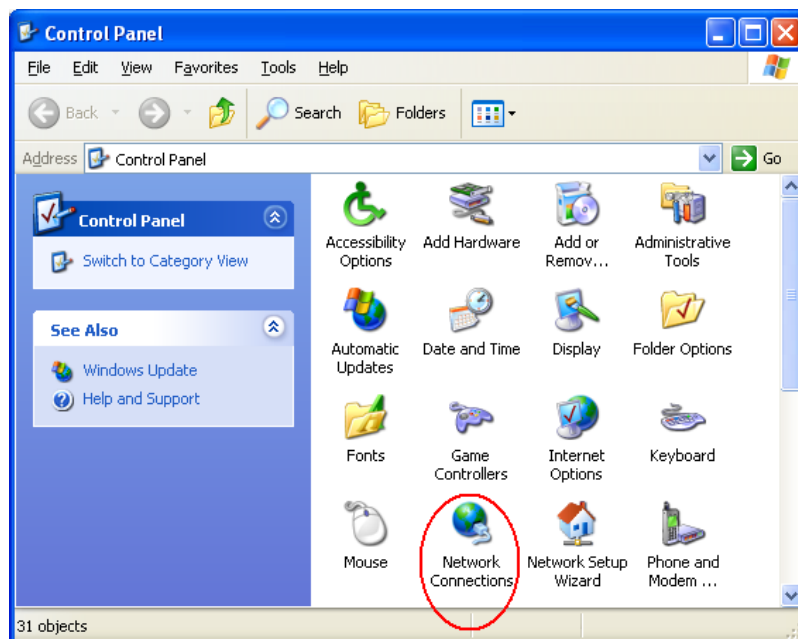 Control Panel
File Edit View Favorites Tools Help
Back Search Folders
Address Control Panel Go
Control Panel
Switch to Category View
See Also
Windows Update
Help and Support
Accessibility Options
Add Hardware
Add or Remov...
Administrative Tools
Automatic Updates
Date and Time
Display
Folder Options
Fonts
Game Controllers
Internet Options
Keyboard
Mouse
Network Connections
Network Setup Wizard
Phone and Modem ...
31 objects